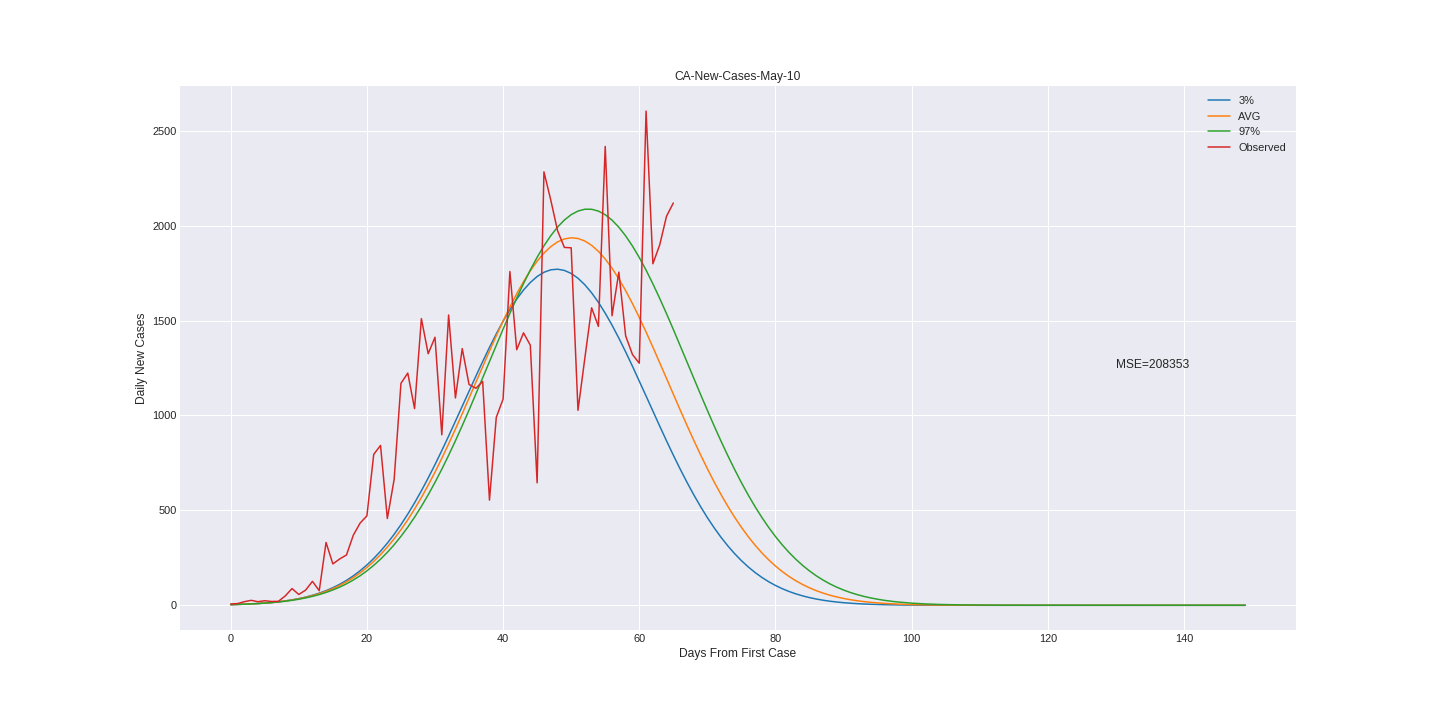 CA-New-Cases-May-10
3%
AVG
97%
Observed
2500
2000
1500
1000
500
0
Daily New Cases
MSE=208353
0 20 40 60 80 100 120 140
Days From First Case